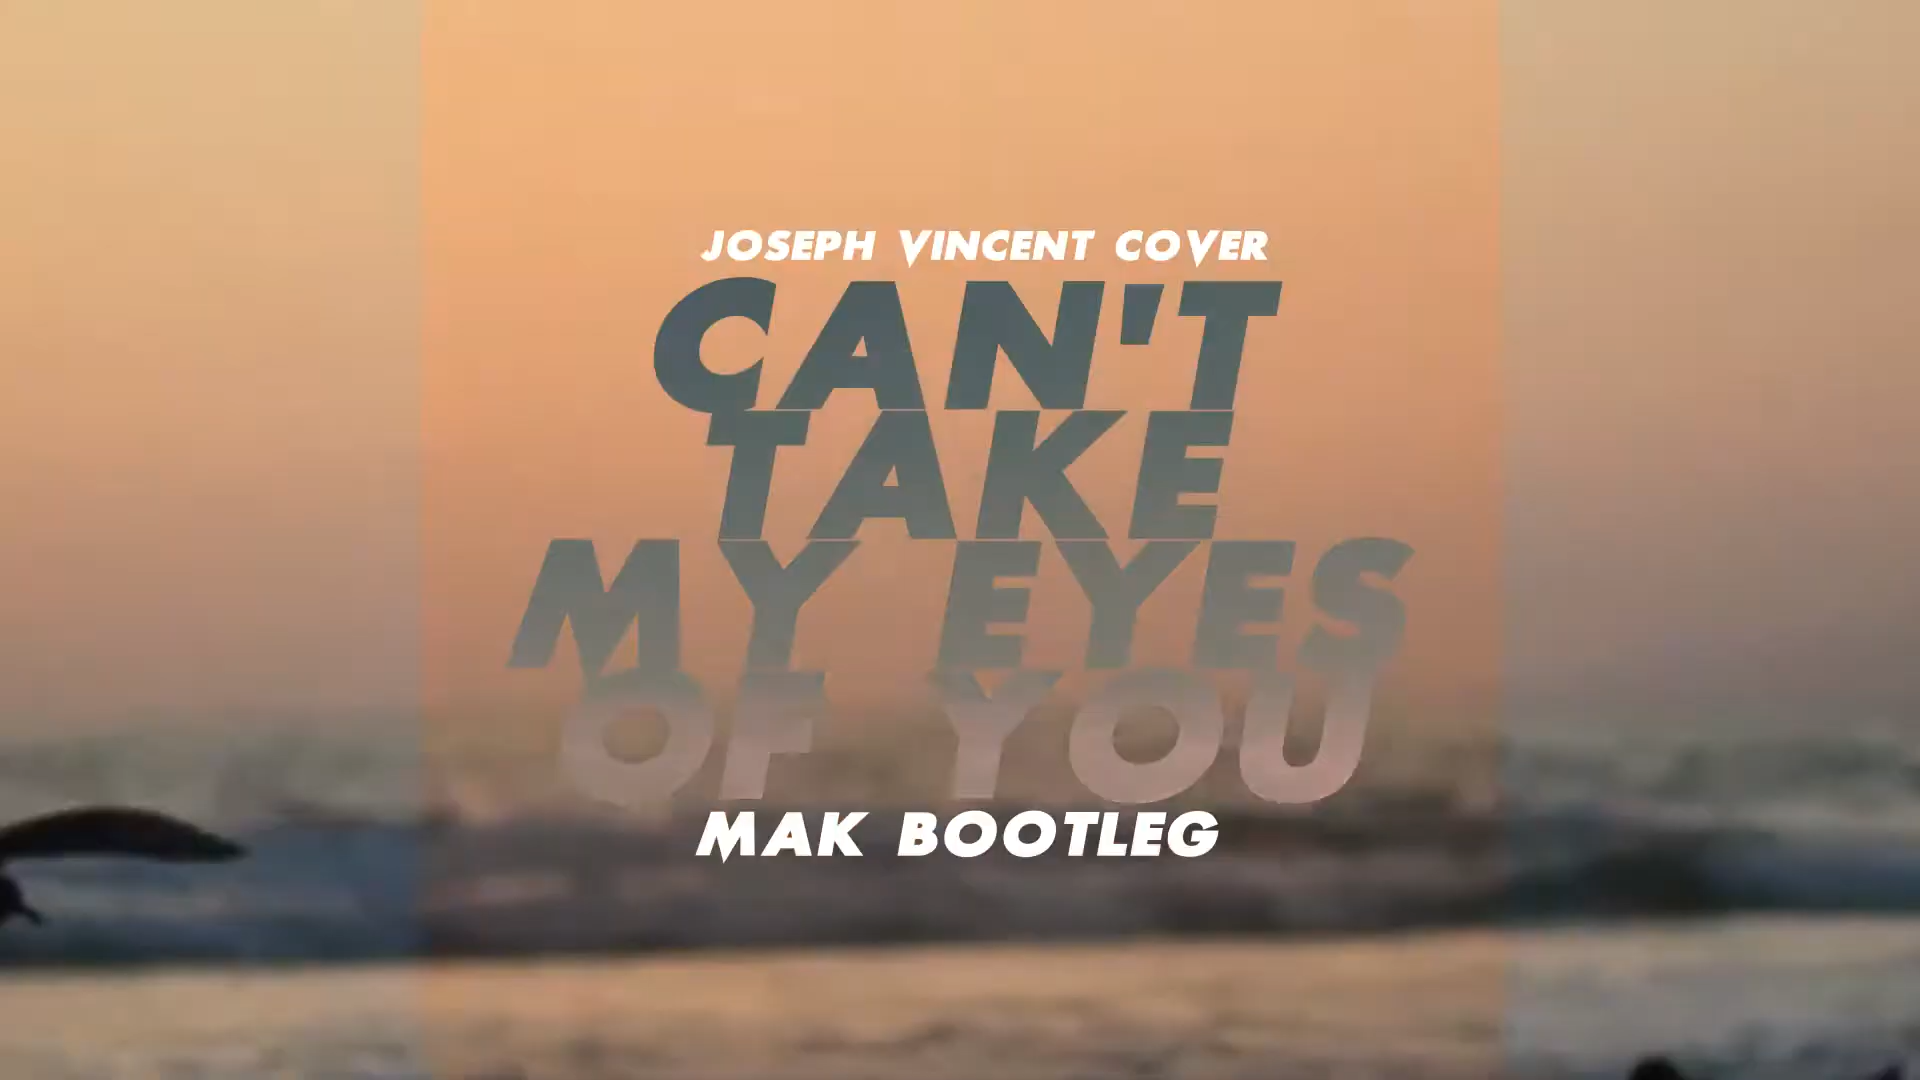 JOSEPH VINCENT COVER
CAN'T
TAKE
MY EYES
OF YOU
MAK BOOTLEG